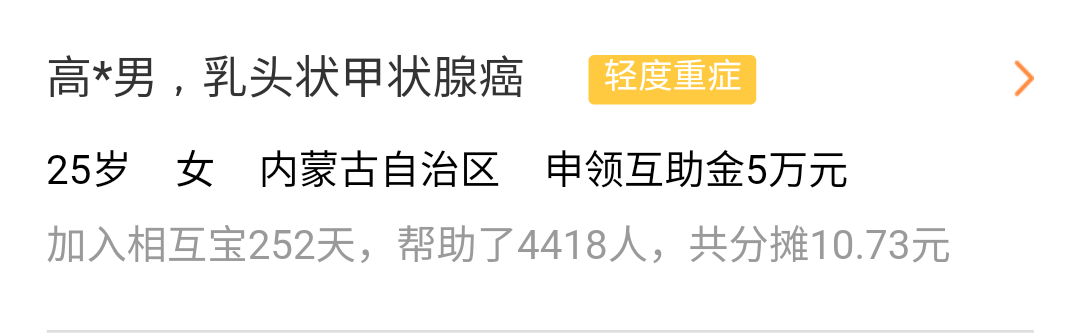 高*男，乳头状甲状腺癌 轻度重症
25岁 女 内蒙古自治区 申领互助金5万元
加入相互宝252天，帮助了4418人，共分摊10.73元